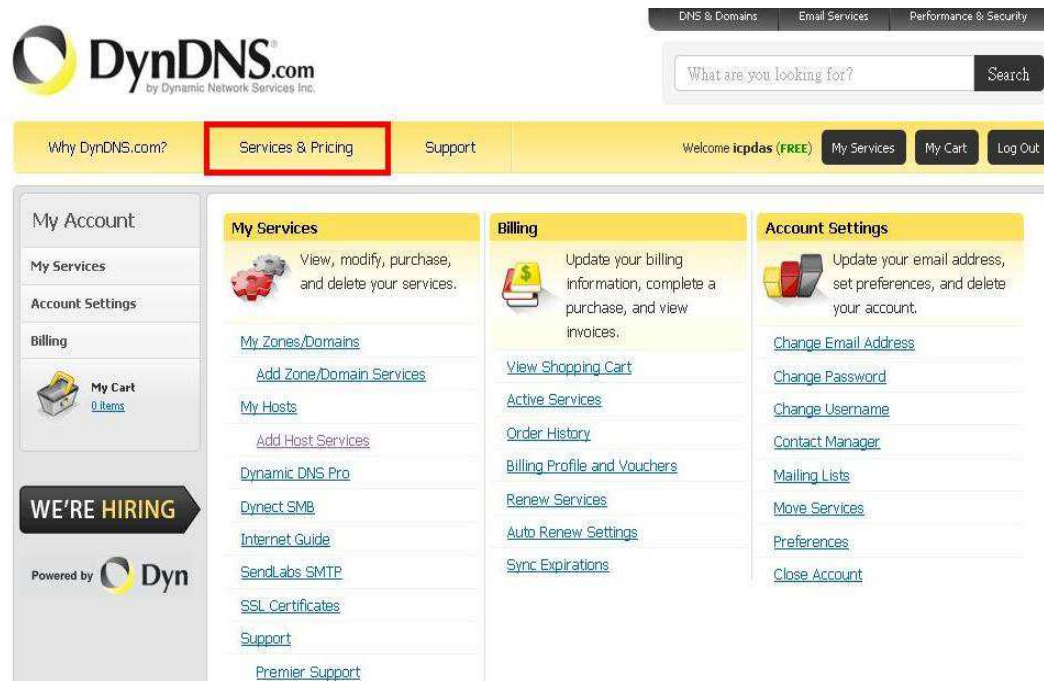 DNS & Domains Email Services Performance & Security
DynDNS.com
by Dynamic Network Services Inc.
What are you looking for? Search
Why DynDNS.com? Services & Pricing Support Welcome icpdas (FREE) My Services My Cart Log Out
My Account
My Services
Account Settings
Billing
My Cart
0 items
WE'RE HIRING
Powered by Dyn
My Services
View, modify, purchase,
and delete your services.
My Zones/Domains
Add Zone/Domain Services
My Hosts
Add Host Services
Dynamic DNS Pro
Dynect SMB
Internet Guide
SendLabs SMTP
SSL Certificates
Support
Premier Support
Billing
Update your billing
information, complete a
purchase, and view
invoices.
View Shopping Cart
Active Services
Order History
Billing Profile and Vouchers
Renew Services
Auto Renew Settings
Sync Expirations
Account Settings
Update your email address,
set preferences, and delete
your account.
Change Email Address
Change Password
Change Username
Contact Manager
Mailing Lists
Move Services
Preferences
Close Account